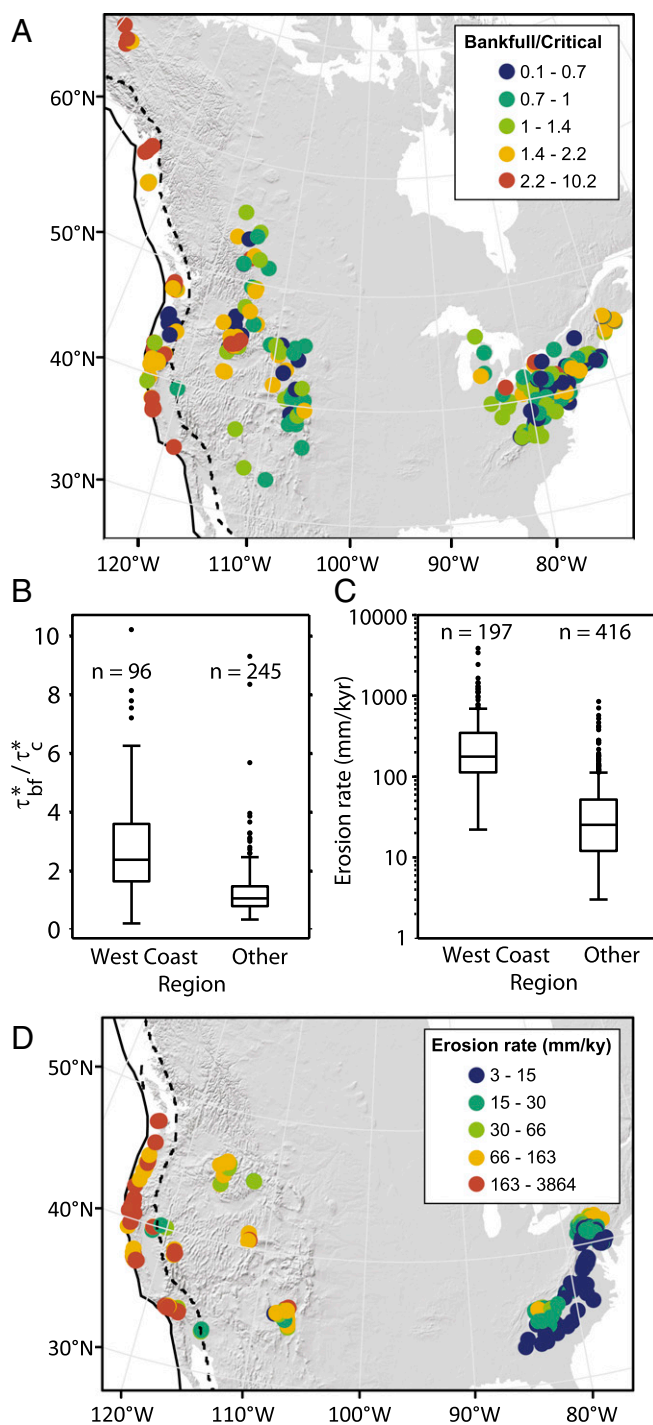 A
Bankfull/Critical
0.1 - 0.7
0.7 - 1
1 - 1.4
1.4 - 2.2
2.2 - 10.2
60°N
50°N
40°N
30°N
120°W 110°W 100°W 90°W 80°W
B
10
8
6
4
2
0
τ*bf / τ*c
n = 96 n = 245
West Coast Other
Region
C
10000
1000
100
10
1
Erosion rate (mm/kyr)
n = 197 n = 416
West Coast Other
Region
D
Erosion rate (mm/ky)
3 - 15
15 - 30
30 - 66
66 - 163
163 - 3864
50°N
40°N
30°N
120°W 110°W 100°W 90°W 80°W